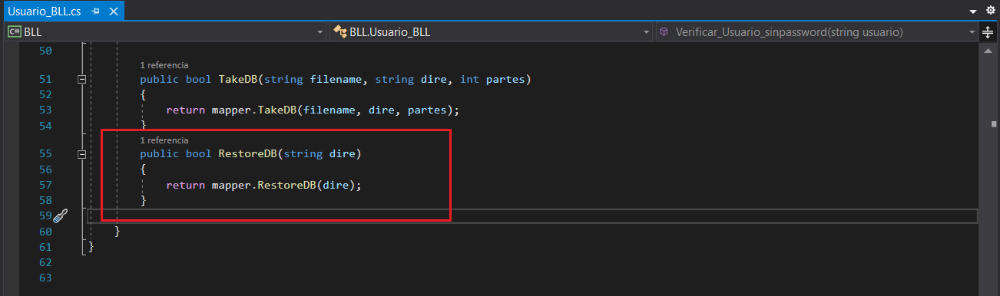 Usuario_BLL.cs
BLL BLL.Usuario_BLL Verificar_Usuario_sinpassword(string usuario)
50
1 referencia
51 public bool TakeDB(string filename, string dire, int partes)
52 {
53 return mapper.TakeDB(filename, dire, partes);
54 }
1 referencia
55 public bool RestoreDB(string dire)
56 {
57 return mapper.RestoreDB(dire);
58 }
59
60 }
61 }
62
63